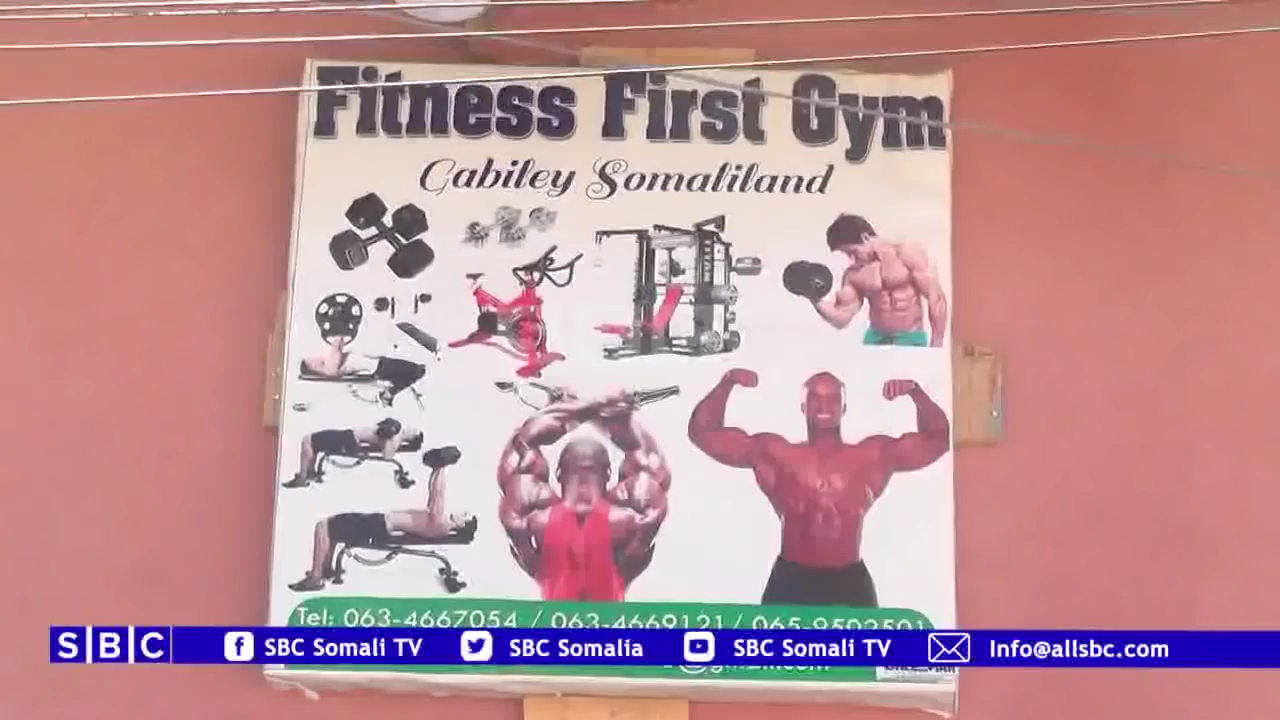 Fitness First Gym
Gabiley Somaliland
Tel: 063-4667054 / 063-4669121/ 065-9502501
SBC
SBC Somali TV
SBC Somalia
SBC Somali TV
Info@allsbc.com